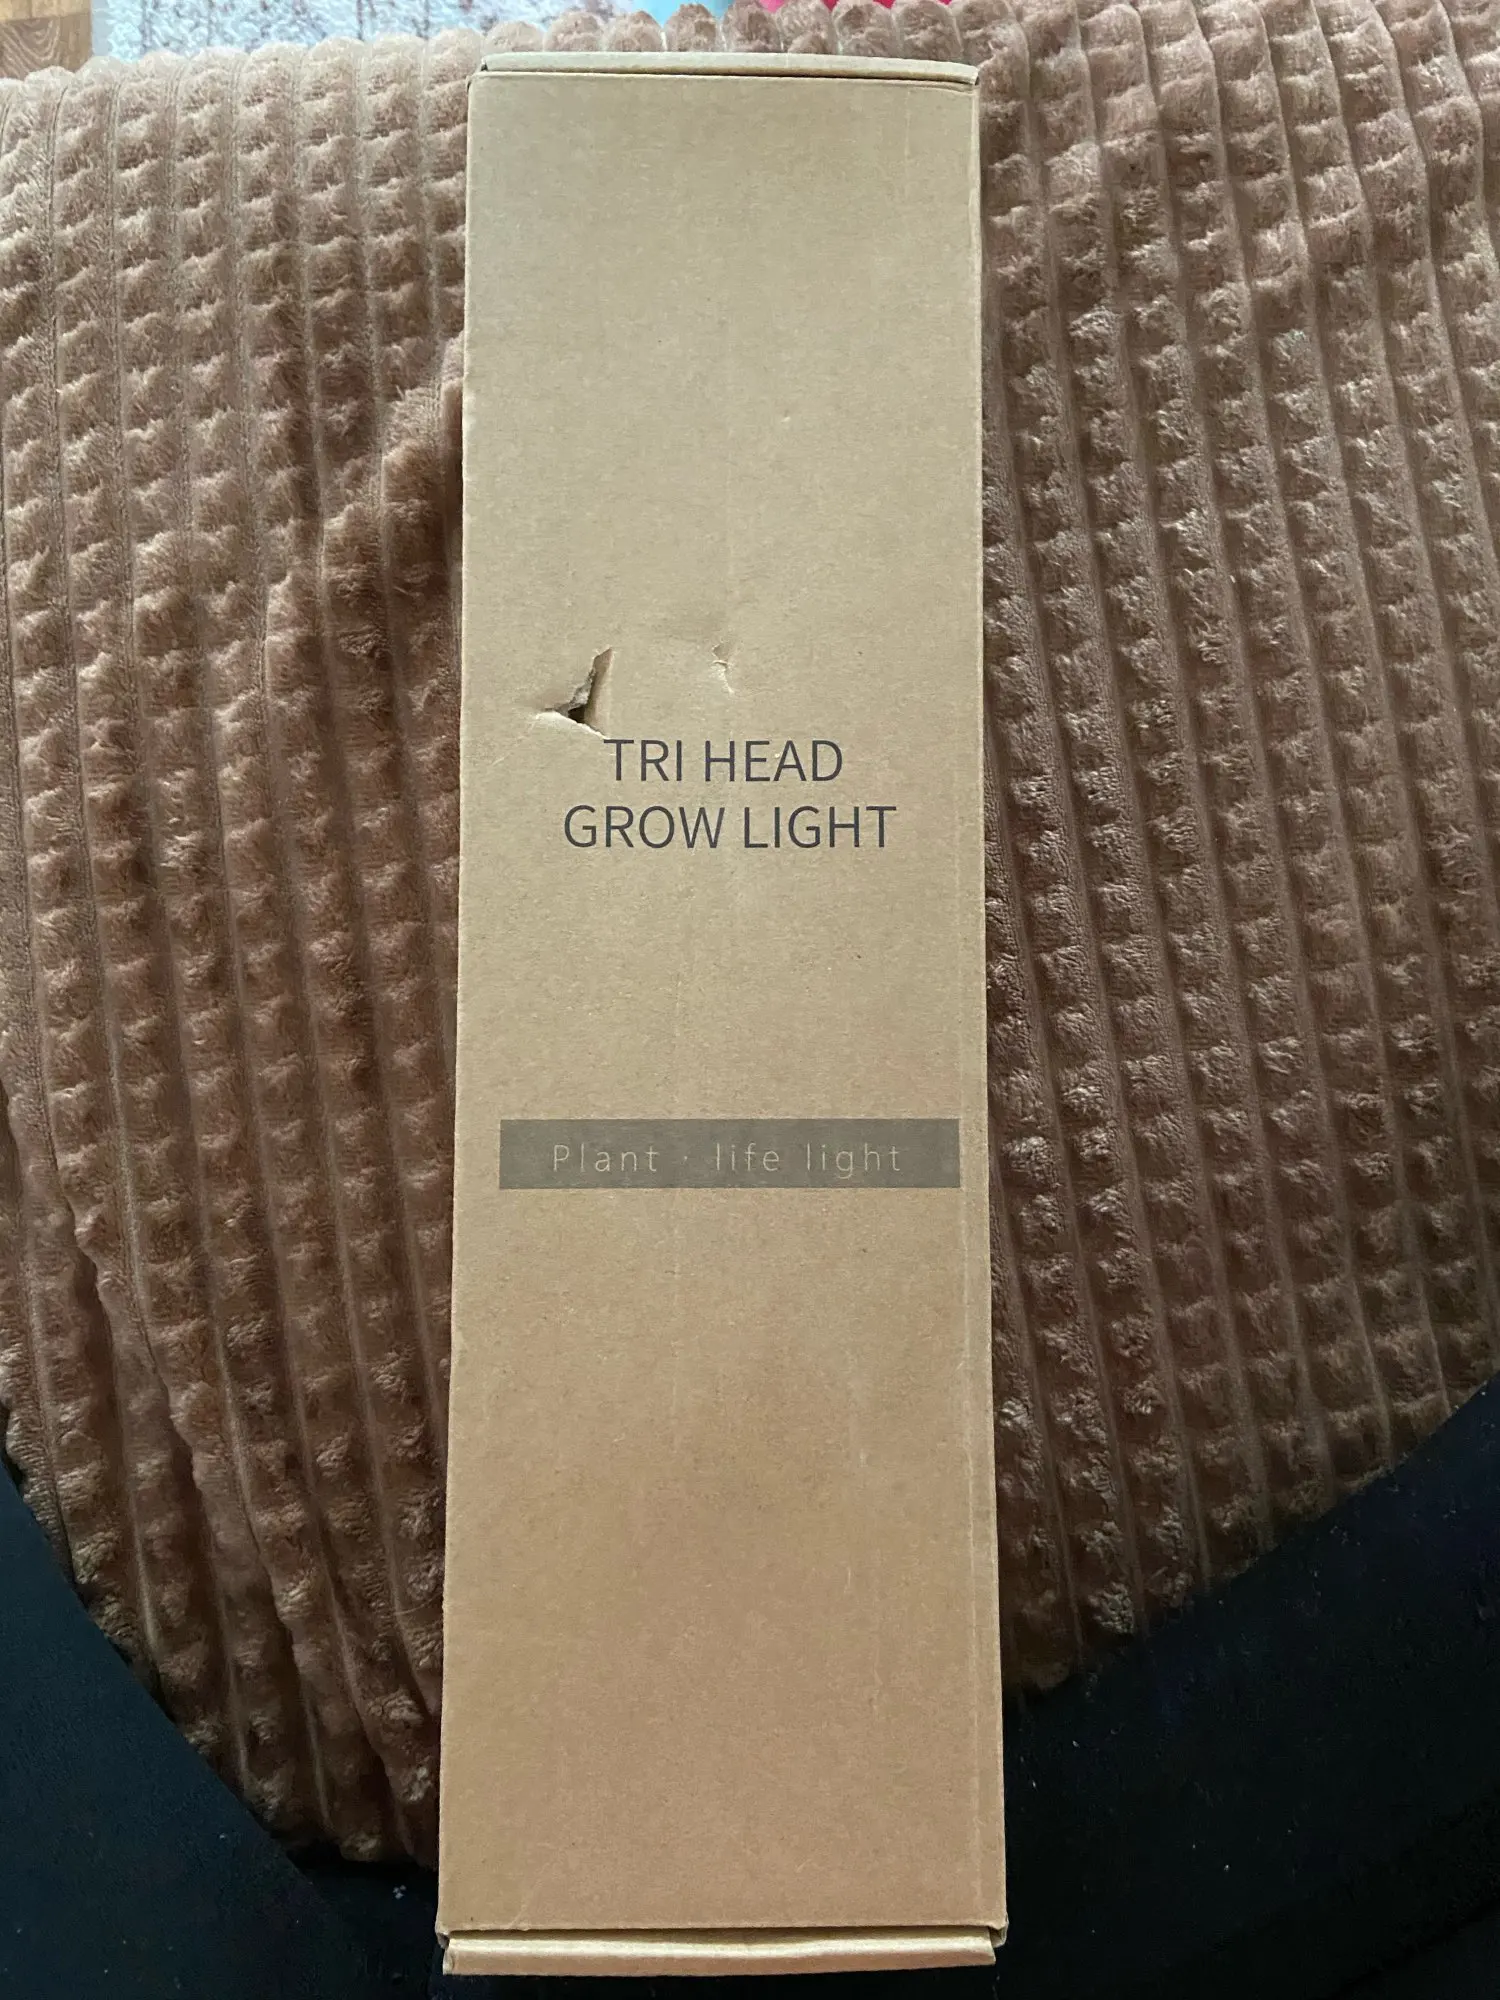 TRI HEAD
GROW LIGHT
Plant · life light